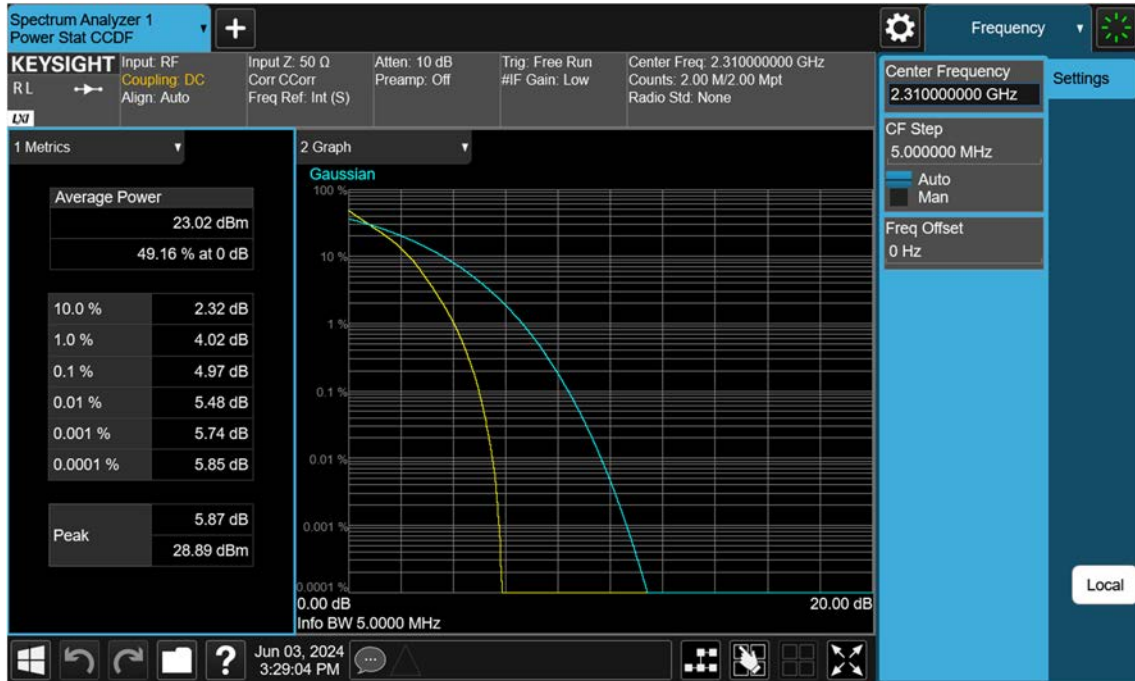 Spectrum Analyzer 1
Power Stat CCDF
Frequency
KEYSIGHT
R L
LXI
Input: RF
Coupling: DC
Align: Auto
Input Z: 50 Ω
Corr CCorr
Freq Ref: Int (S)
Atten: 10 dB
Preamp: Off
Trig: Free Run
#IF Gain: Low
Center Freq: 2.310000000 GHz
Counts: 2.00 M/2.00 Mpt
Radio Std: None
Center Frequency
2.310000000 GHz
Settings
CF Step
5.000000 MHz
Auto
Man
Freq Offset
0 Hz
Local
1 Metrics
Average Power
23.02 dBm
49.16 % at 0 dB
10.0 % 2.32 dB
1.0 % 4.02 dB
0.1 % 4.97 dB
0.01 % 5.48 dB
0.001 % 5.74 dB
0.0001 % 5.85 dB
Peak
5.87 dB
28.89 dBm
2 Graph
Gaussian
100 %
10 %
1 %
0.1 %
0.01 %
0.001 %
0.0001 %
0.00 dB 20.00 dB
Info BW 5.0000 MHz
?
Jun 03, 2024
3:29:04 PM